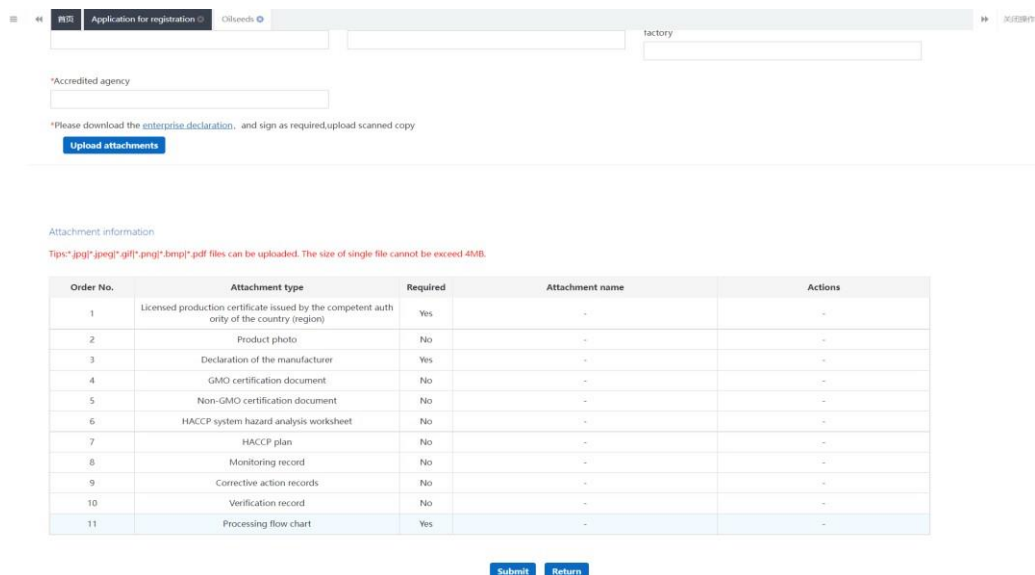 首页 Application for registration Oilseeds 关闭操作
factory
*Accredited agency
*Please download the enterprise declaration, and sign as required,upload scanned copy
Upload attachments
Attachment information
Tips:*.jpg|*.jpeg|*.gif|*.png|*.bmp|*.pdf files can be uploaded. The size of single file cannot be exceed 4MB.
Order No. Attachment type Required Attachment name Actions
1 Licensed production certificate issued by the competent auth
ority of the country (region) Yes - -
2 Product photo No - -
3 Declaration of the manufacturer Yes - -
4 GMO certification document No - -
5 Non-GMO certification document No - -
6 HACCP system hazard analysis worksheet No - -
7 HACCP plan No - -
8 Monitoring record No - -
9 Corrective action records No - -
10 Verification record No - -
11 Processing flow chart Yes - -
Submit Return